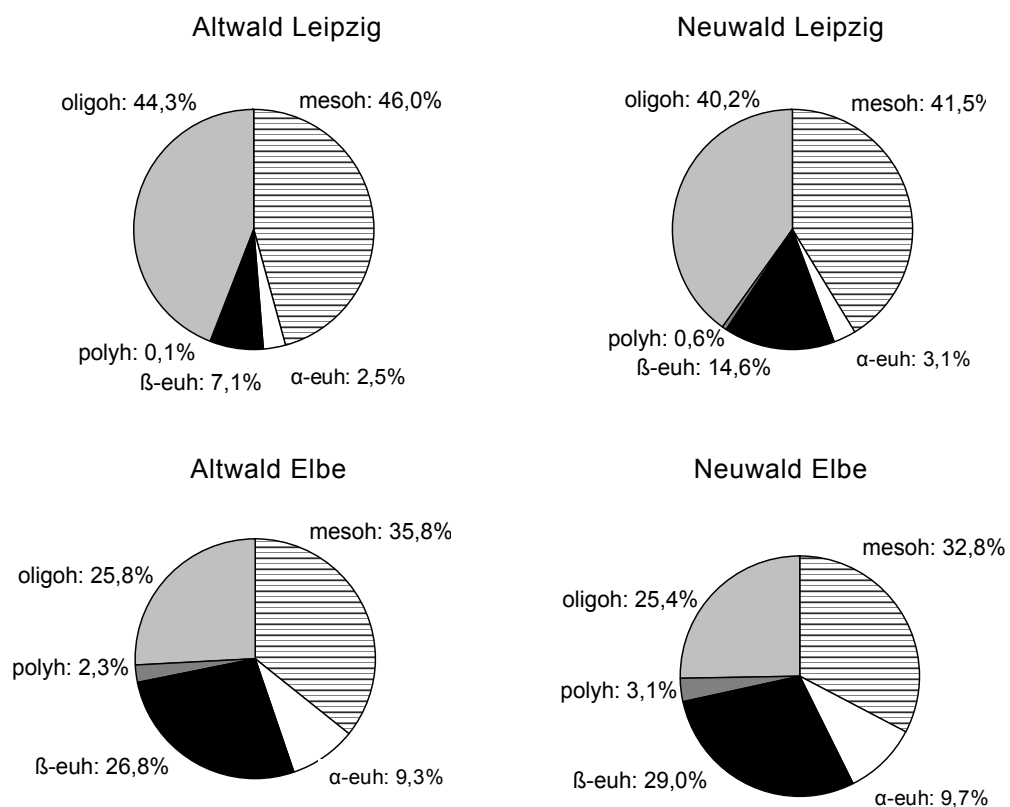 Altwald Leipzig
oligoh: 44,3%
mesoh: 46,0%
polyh: 0,1%
ß-euh: 7,1%
α-euh: 2,5%
Neuwald Leipzig
oligoh: 40,2%
mesoh: 41,5%
polyh: 0,6%
ß-euh: 14,6%
α-euh: 3,1%
Altwald Elbe
mesoh: 35,8%
oligoh: 25,8%
polyh: 2,3%
ß-euh: 26,8%
α-euh: 9,3%
Neuwald Elbe
mesoh: 32,8%
oligoh: 25,4%
polyh: 3,1%
ß-euh: 29,0%
α-euh: 9,7%